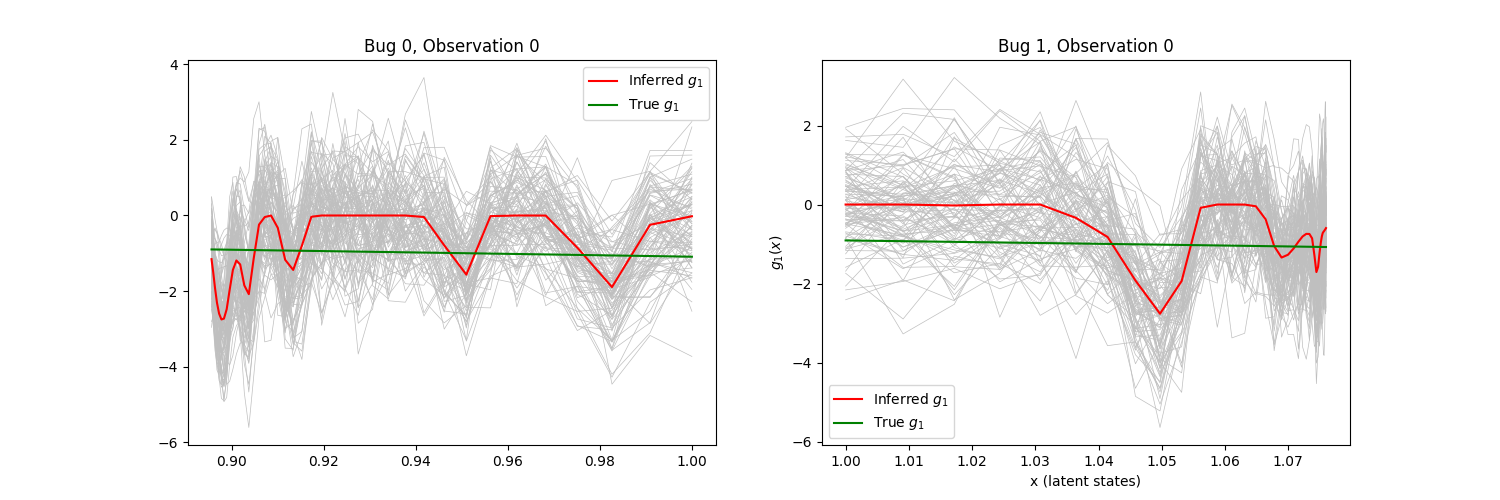 Bug 0, Observation 0
4
2
0
−2
−4
−6
Inferred g₁
True g₁
0.90 0.92 0.94 0.96 0.98 1.00
Bug 1, Observation 0
g₁(x)
2
0
−2
−4
−6
Inferred g₁
True g₁
1.00 1.01 1.02 1.03 1.04 1.05 1.06 1.07
x (latent states)